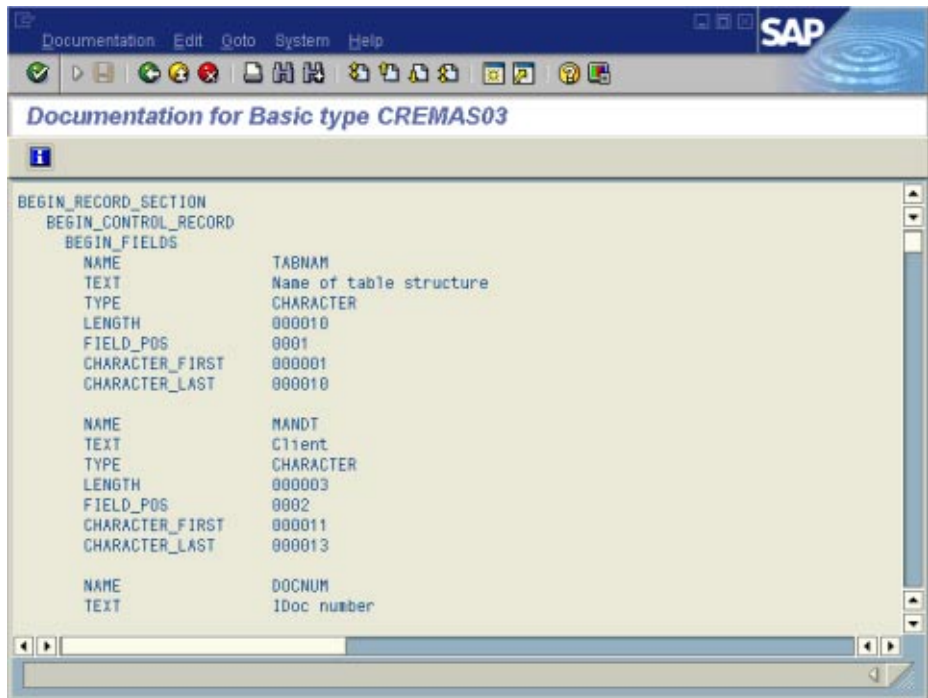 Documentation Edit Goto System Help
SAP
Documentation for Basic type CREMAS03
BEGIN_RECORD_SECTION
BEGIN_CONTROL_RECORD
BEGIN_FIELDS
NAME TABNAM
TEXT Name of table structure
TYPE CHARACTER
LENGTH 000010
FIELD_POS 0001
CHARACTER_FIRST 000001
CHARACTER_LAST 000010
NAME MANDT
TEXT Client
TYPE CHARACTER
LENGTH 000003
FIELD_POS 0002
CHARACTER_FIRST 000011
CHARACTER_LAST 000013
NAME DOCNUM
TEXT IDoc number